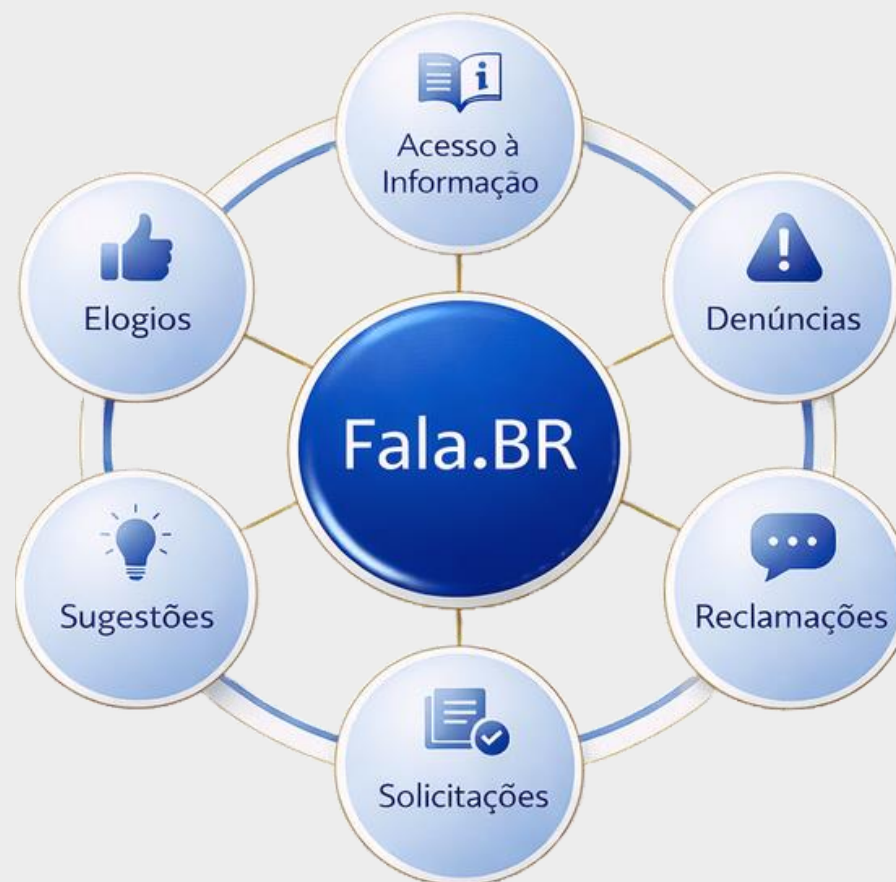 Acesso à
Informação
Elogios
Denúncias
Fala.BR
Sugestões
Reclamações
Solicitações